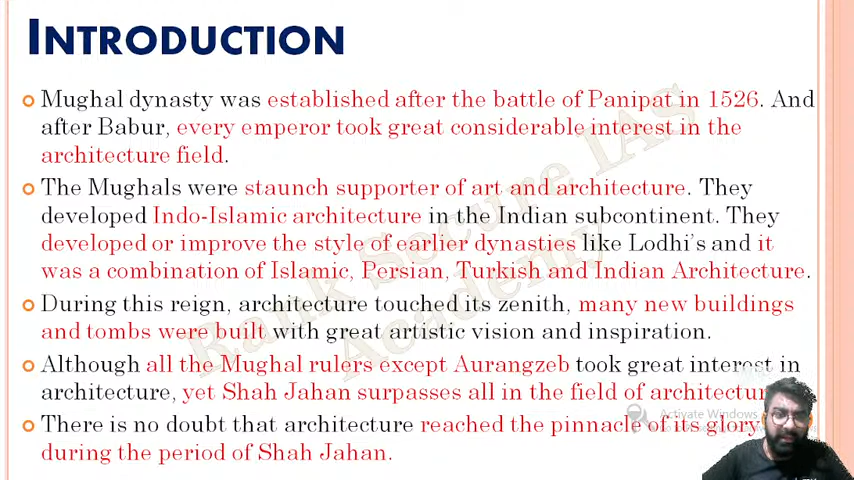 INTRODUCTION
Mughal dynasty was established after the battle of Panipat in 1526. And
after Babur, every emperor took great considerable interest in the
architecture field.
The Mughals were staunch supporter of art and architecture. They
developed Indo-Islamic architecture in the Indian subcontinent. They
developed or improve the style of earlier dynasties like Lodhi's and it
was a combination of Islamic, Persian, Turkish and Indian Architecture.
During this reign, architecture touched its zenith, many new buildings
and tombs were built with great artistic vision and inspiration.
Although all the Mughal rulers except Aurangzeb took great interest in
architecture, yet Shah Jahan surpasses all in the field of
There is no doubt that architecture reached the pinnacle of its glory
during the period of Shah Jahan.
Rank Secure IAS
Academy
Activate Windows